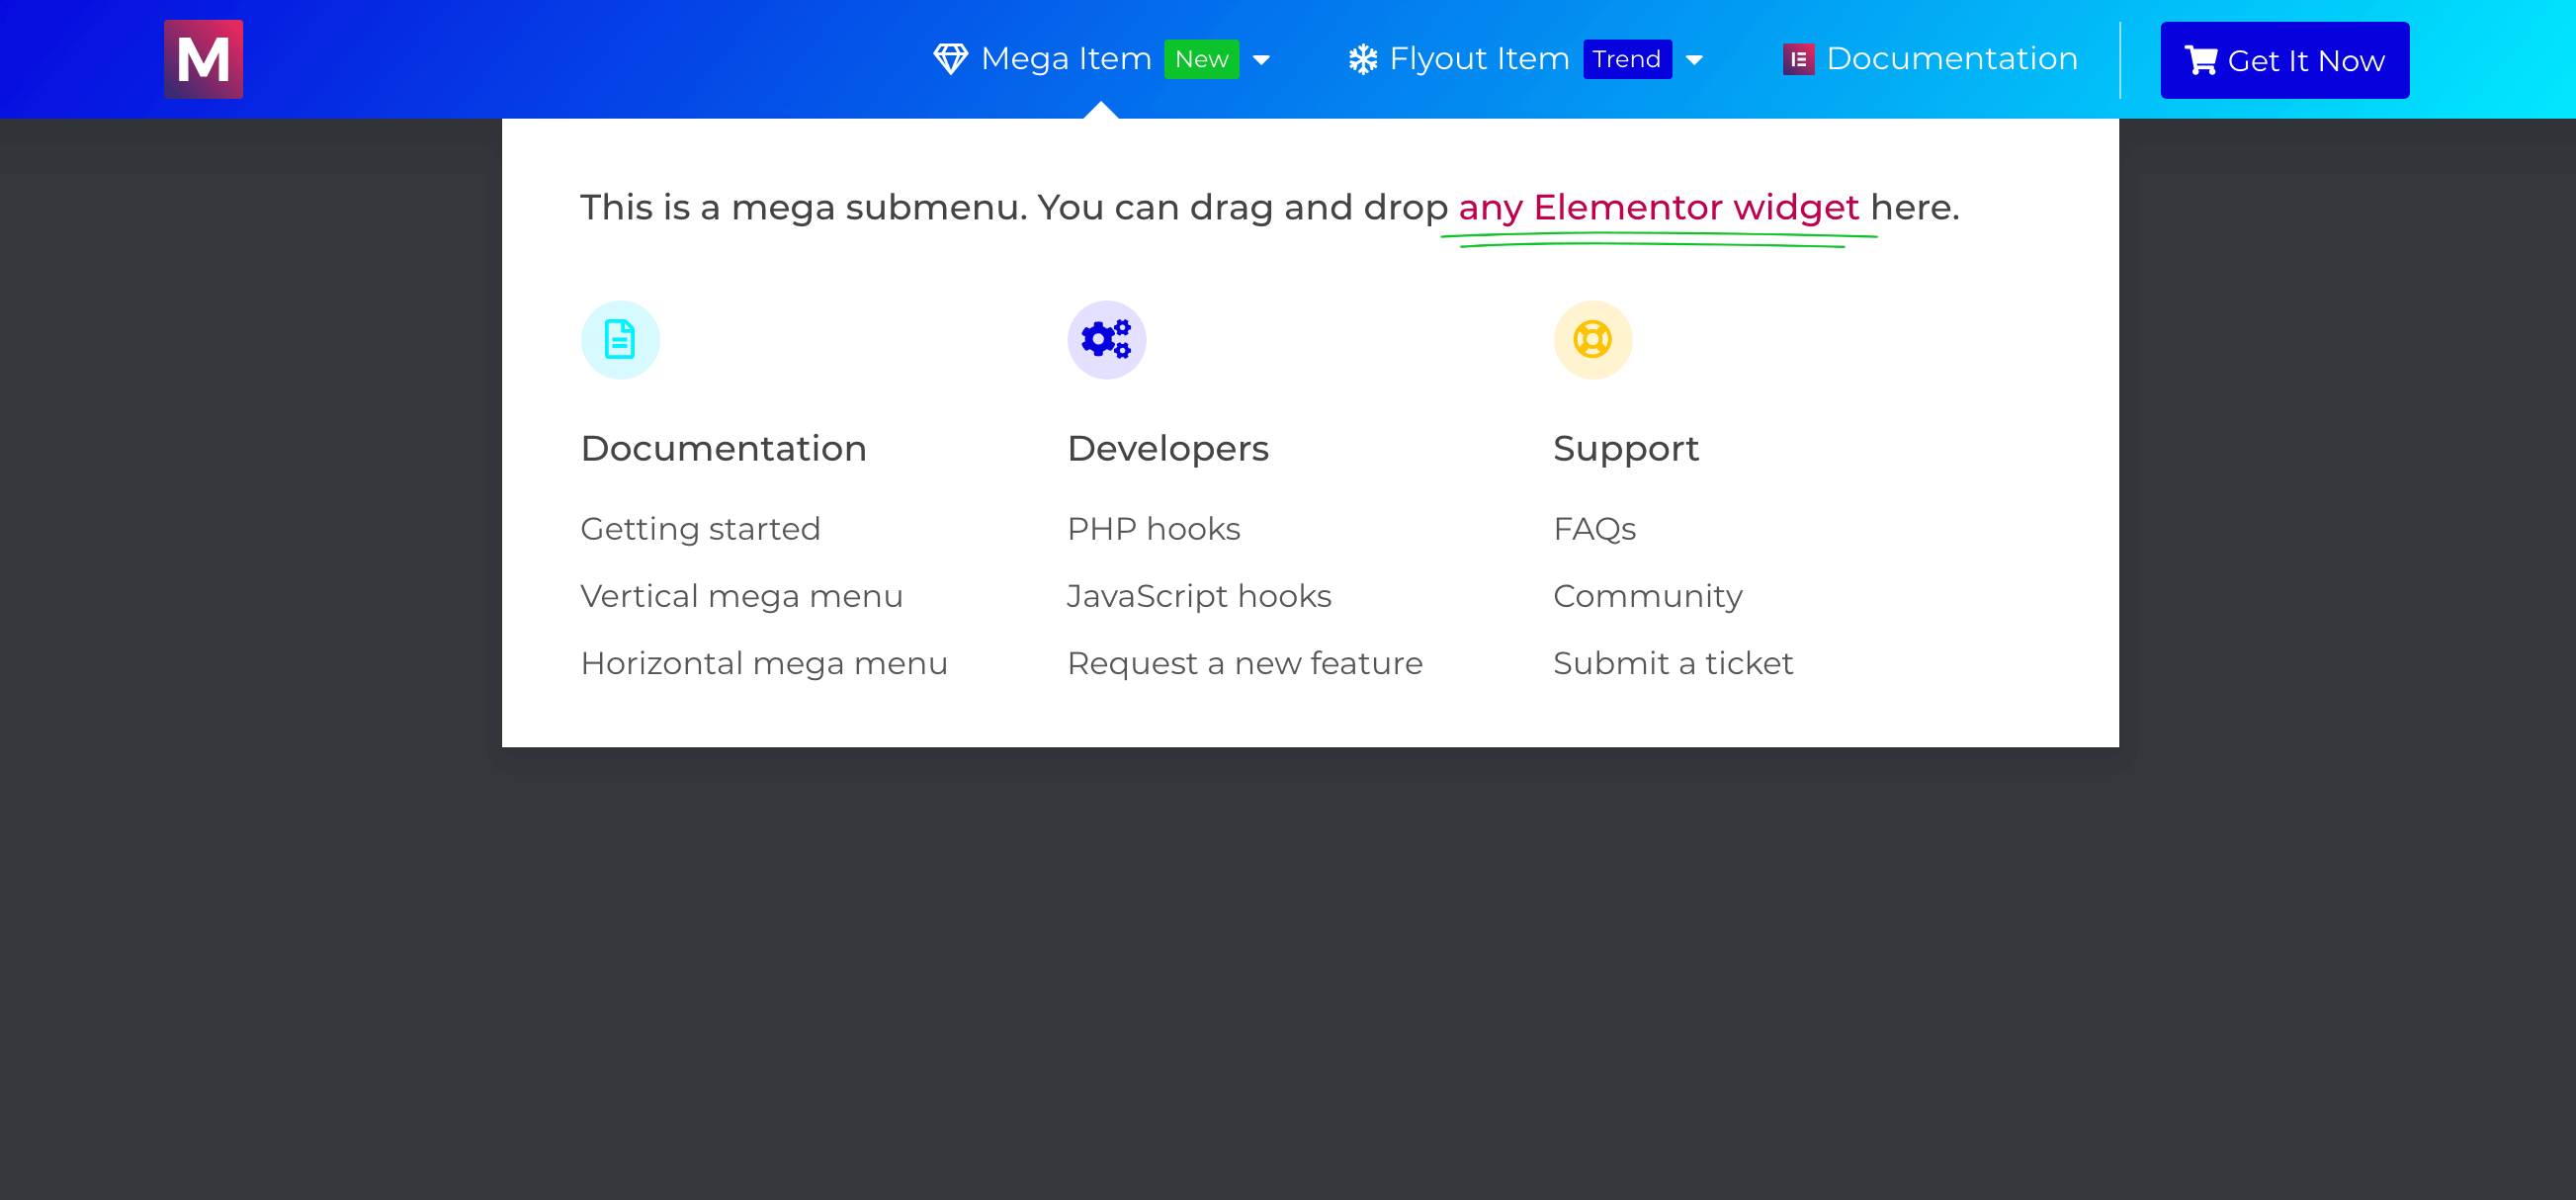 M
Mega Item New
Flyout Item Trend
Documentation
Get It Now
This is a mega submenu. You can drag and drop any Elementor widget here.
Documentation
Getting started
Vertical mega menu
Horizontal mega menu
Developers
PHP hooks
JavaScript hooks
Request a new feature
Support
FAQs
Community
Submit a ticket